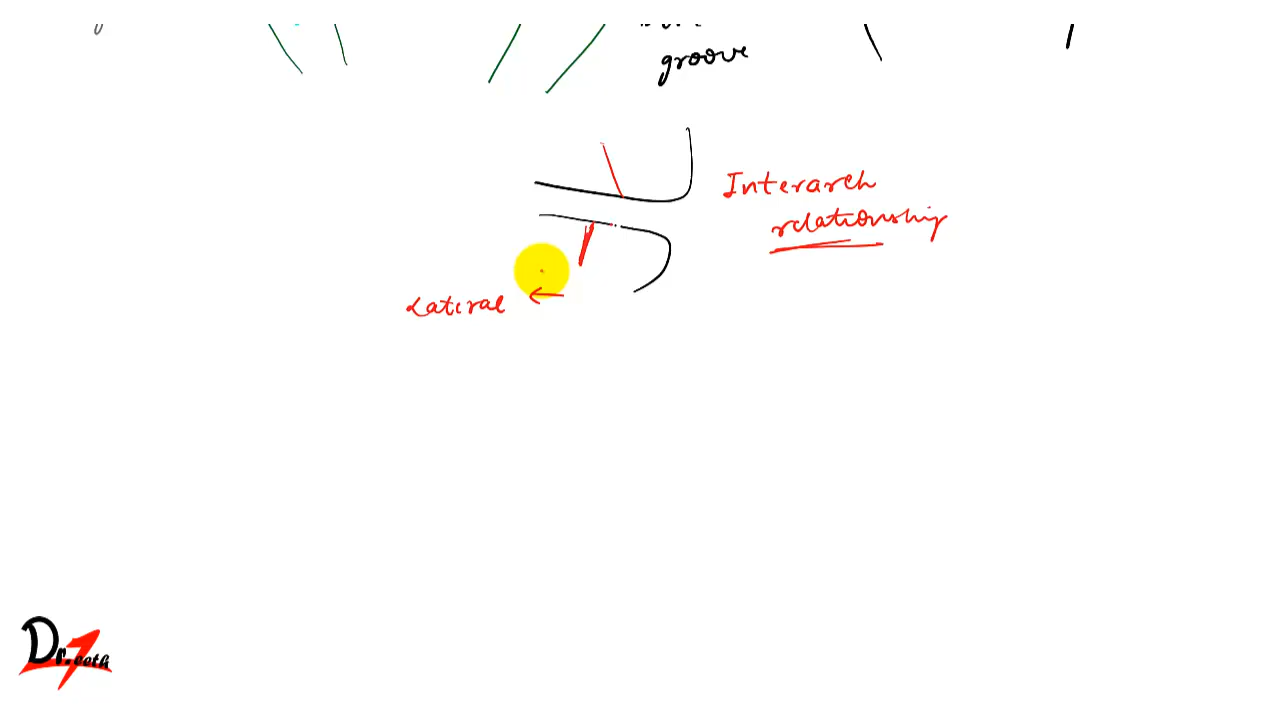 groove
Interarch
relationship
Lateral
Dr.